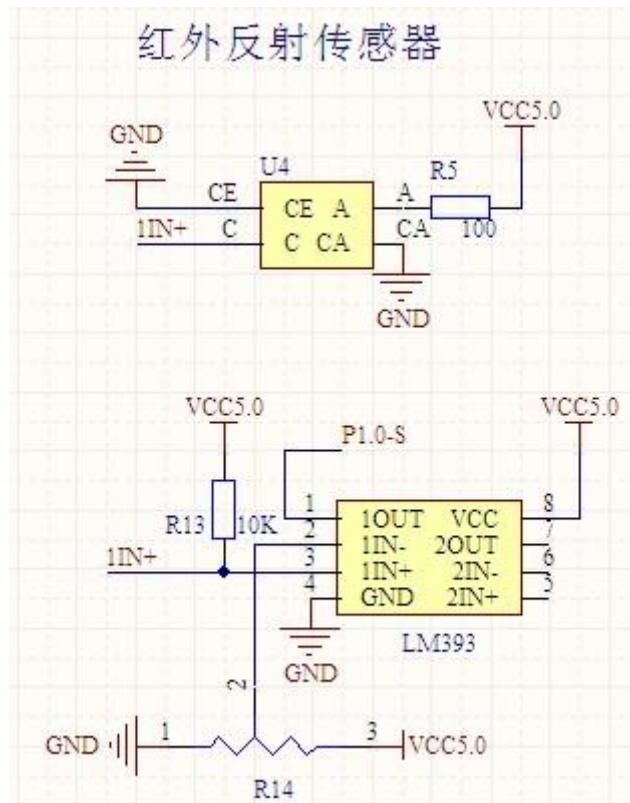 红外反射传感器
VCC5.0
GND
U4
R5
CE
CE A
A
1IN+
C
C CA
CA
100
GND
VCC5.0
VCC5.0
P1.0-S
R13
10K
1
1OUT
VCC
8
2
1IN-
2OUT
7
1IN+
3
1IN+
2IN-
6
4
GND
2IN+
5
LM393
GND
2
GND
1
3
VCC5.0
R14